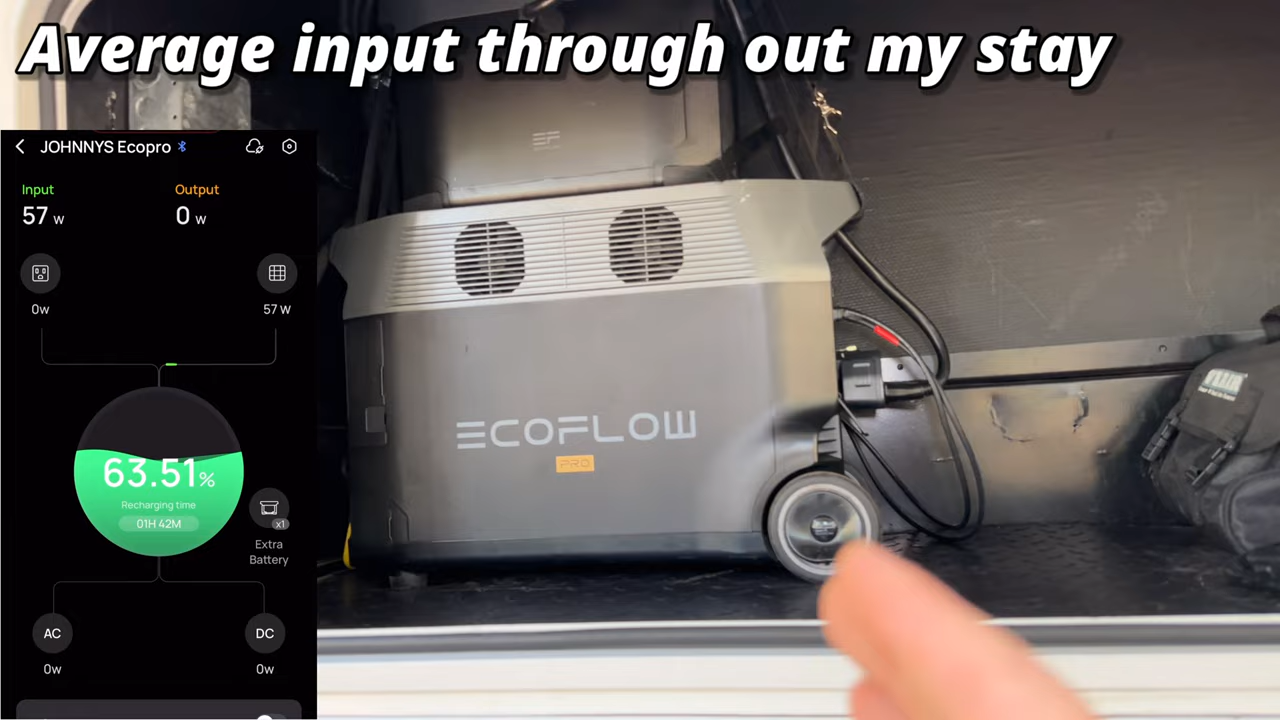 Average input through out my stay
JOHNNYS Ecopro
Input
Output
57 W
0 W
0w
57 W
63.51%
Recharging time
01H 42M
x1
Extra
Battery
AC
DC
0w
0w
EF
ECOFLOW
PRO